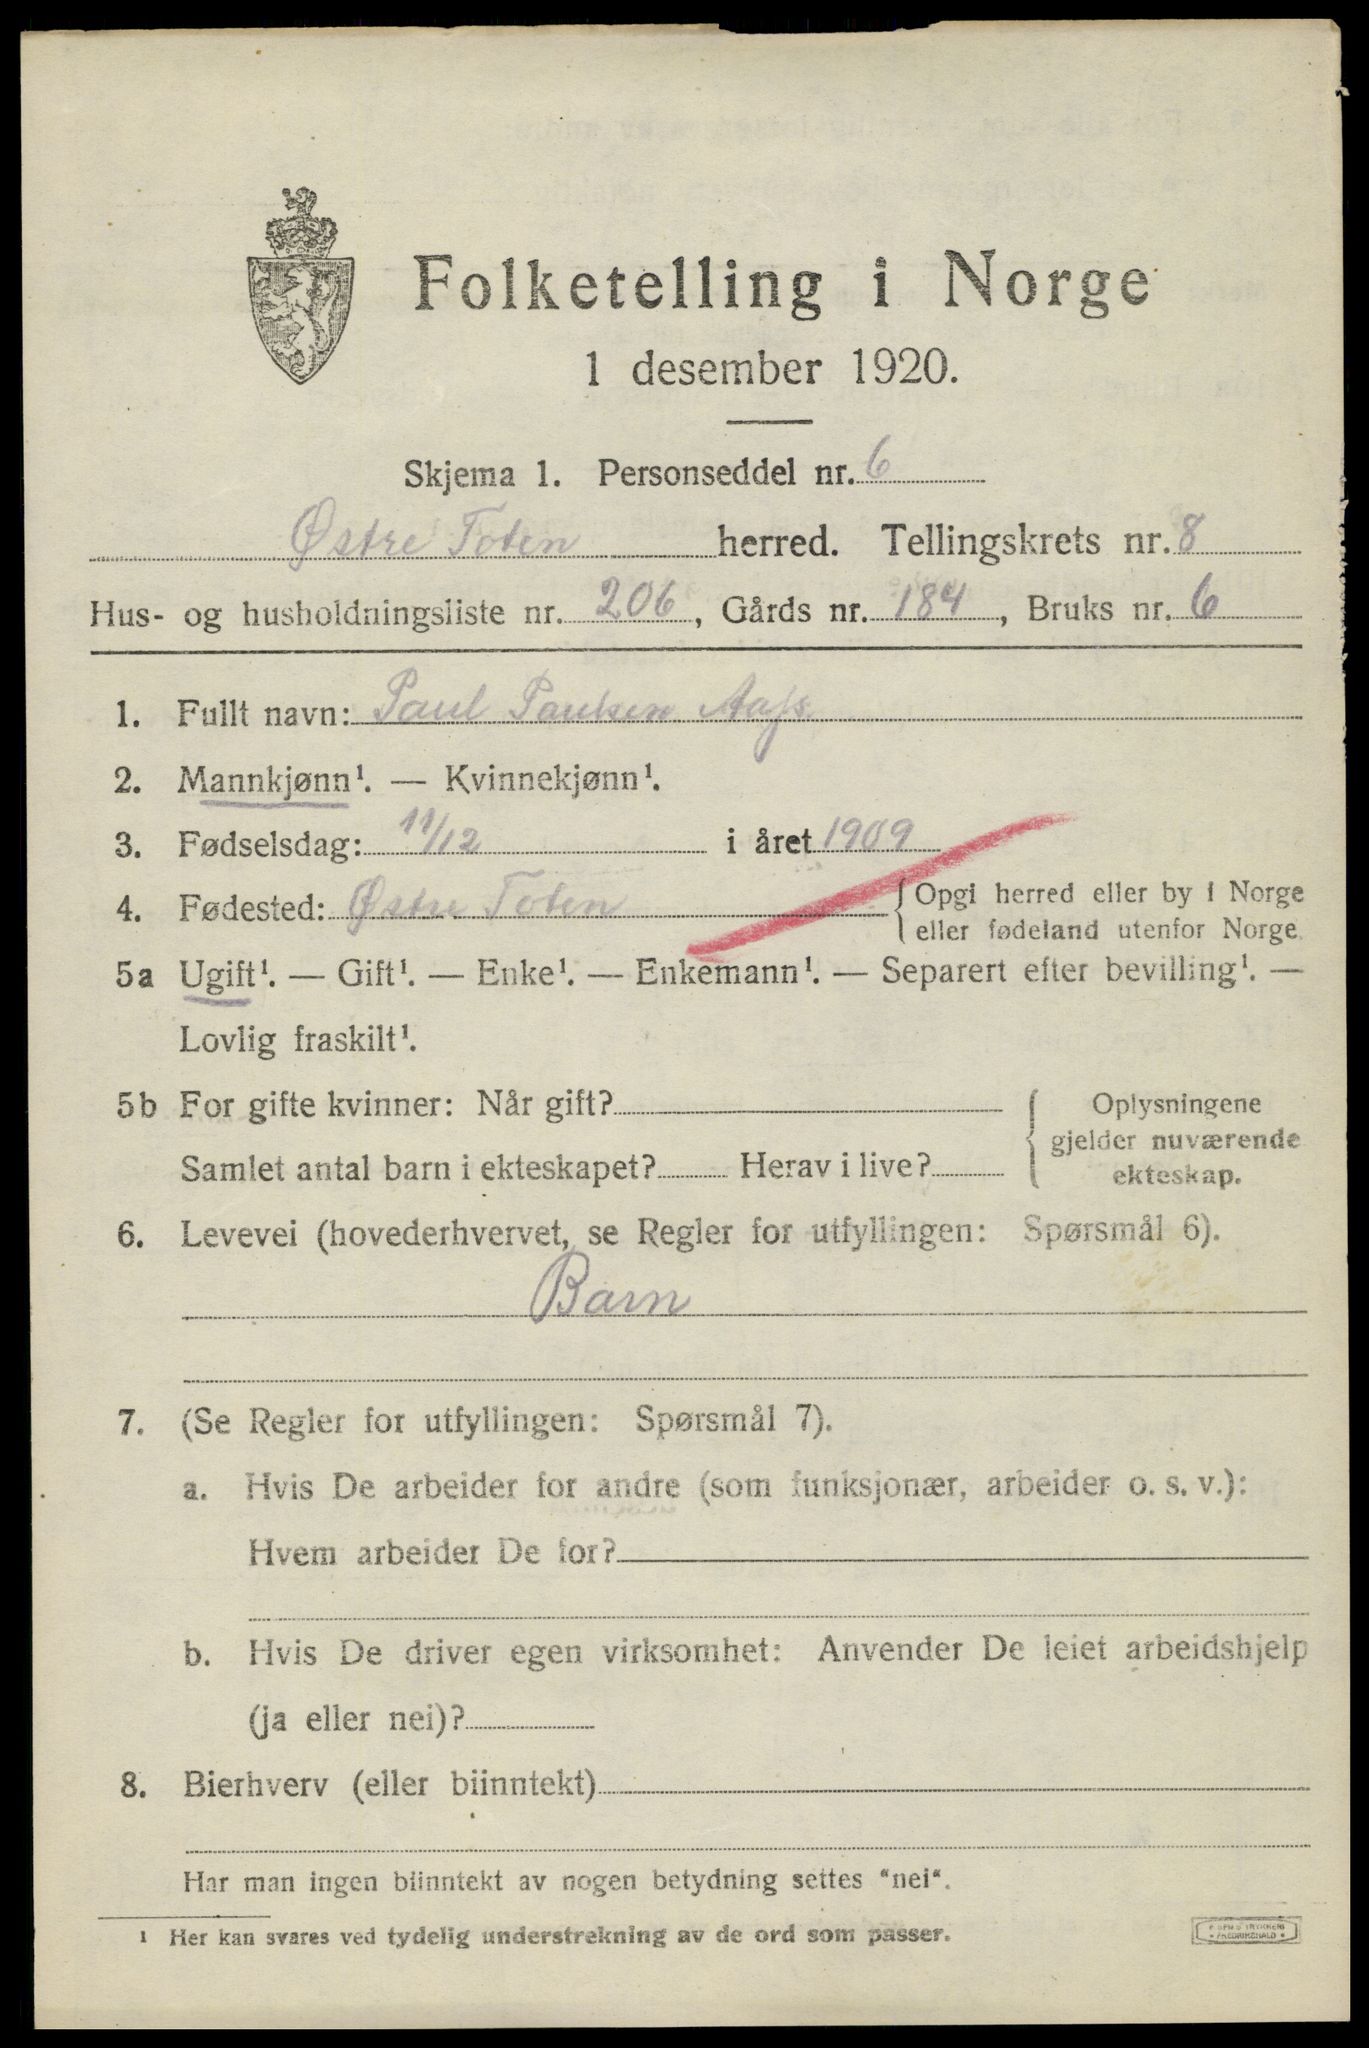 Folketelling i Norge
1 desember 1920.
Skjema 1. Personseddel nr. 6
Østre Toten herred. Tellingskrets nr. 8
Hus- og husholdningsliste nr. 206, Gårds nr. 184, Bruks nr. 6
1. Fullt navn: Paul Paulsen Aass.
2. Mannkjønn¹. — Kvinnekjønn¹.
3. Fødselsdag: 11/12 i året 1909
4. Fødested: Østre Toten { Opgi herred eller by i Norge
eller fødeland utenfor Norge
5a Ugift¹. — Gift¹. — Enke¹. — Enkemann¹. — Separert efter bevilling¹. —
Lovlig fraskilt¹.
5b For gifte kvinner: Når gift? { Oplysningene
gjelder nuværende
Samlet antal barn i ekteskapet? Herav i live? ekteskap.
6. Levevei (hovederhvervet, se Regler for utfyllingen: Spørsmål 6).
Barn
7. (Se Regler for utfyllingen: Spørsmål 7).
a. Hvis De arbeider for andre (som funksjonær, arbeider o. s. v.):
Hvem arbeider De for?
b. Hvis De driver egen virksomhet: Anvender De leiet arbeidshjelp
(ja eller nei)?
8. Bierhverv (eller biinntekt)
Har man ingen biinntekt av nogen betydning settes "nei".
¹ Her kan svares ved tydelig understrekning av de ord som passer.